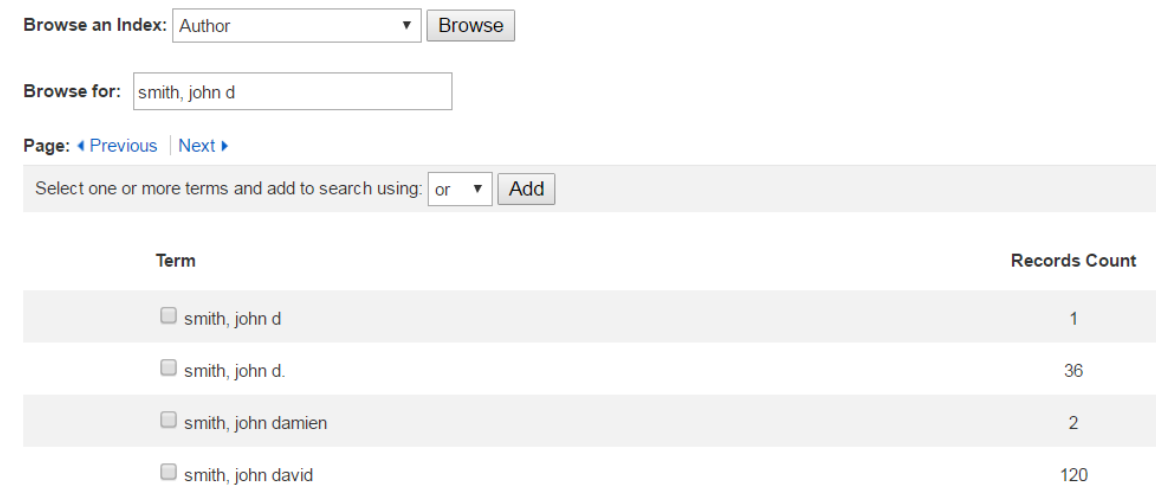 Browse an Index: Author Browse
Browse for: smith, john d
Page: Previous Next
Select one or more terms and add to search using: or Add
Term Records Count
smith, john d 1
smith, john d. 36
smith, john damien 2
smith, john david 120